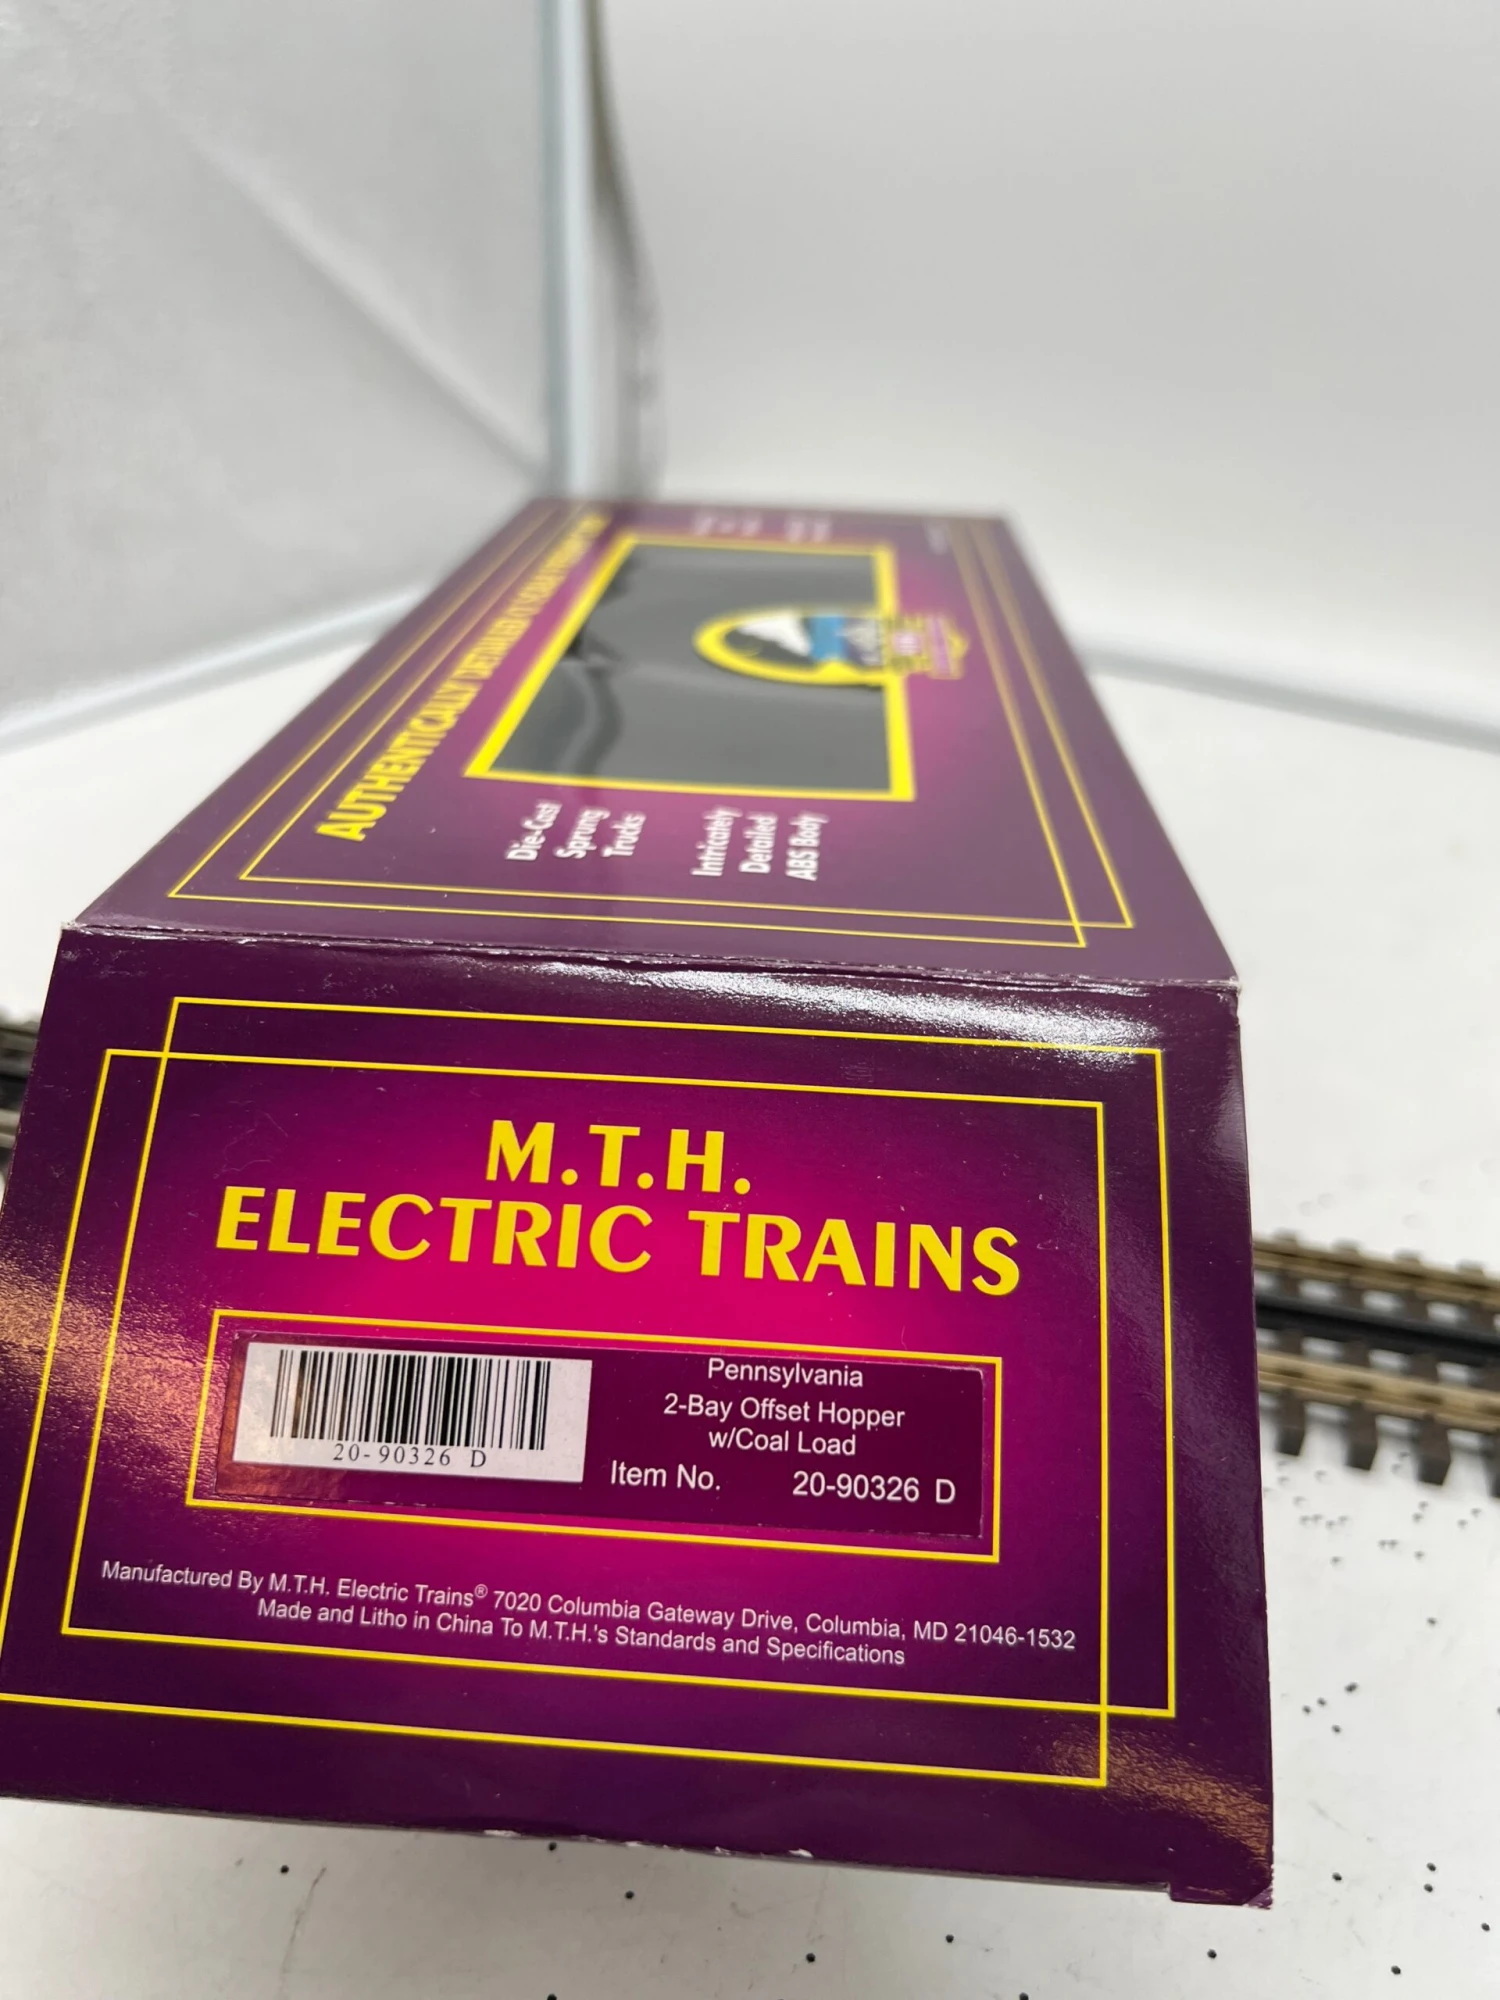 AUTHENTICALLY DETAILED O SCALE
Die-Cast
Sprung
Trucks
Intricately
Detailed
ABS Body
M.T.H.
ELECTRIC TRAINS
20-90326 D
Pennsylvania
2-Bay Offset Hopper
w/Coal Load
Item No. 20-90326 D
Manufactured By M.T.H. Electric Trains® 7020 Columbia Gateway Drive, Columbia, MD 21046-1532
Made and Litho in China To M.T.H.'s Standards and Specifications